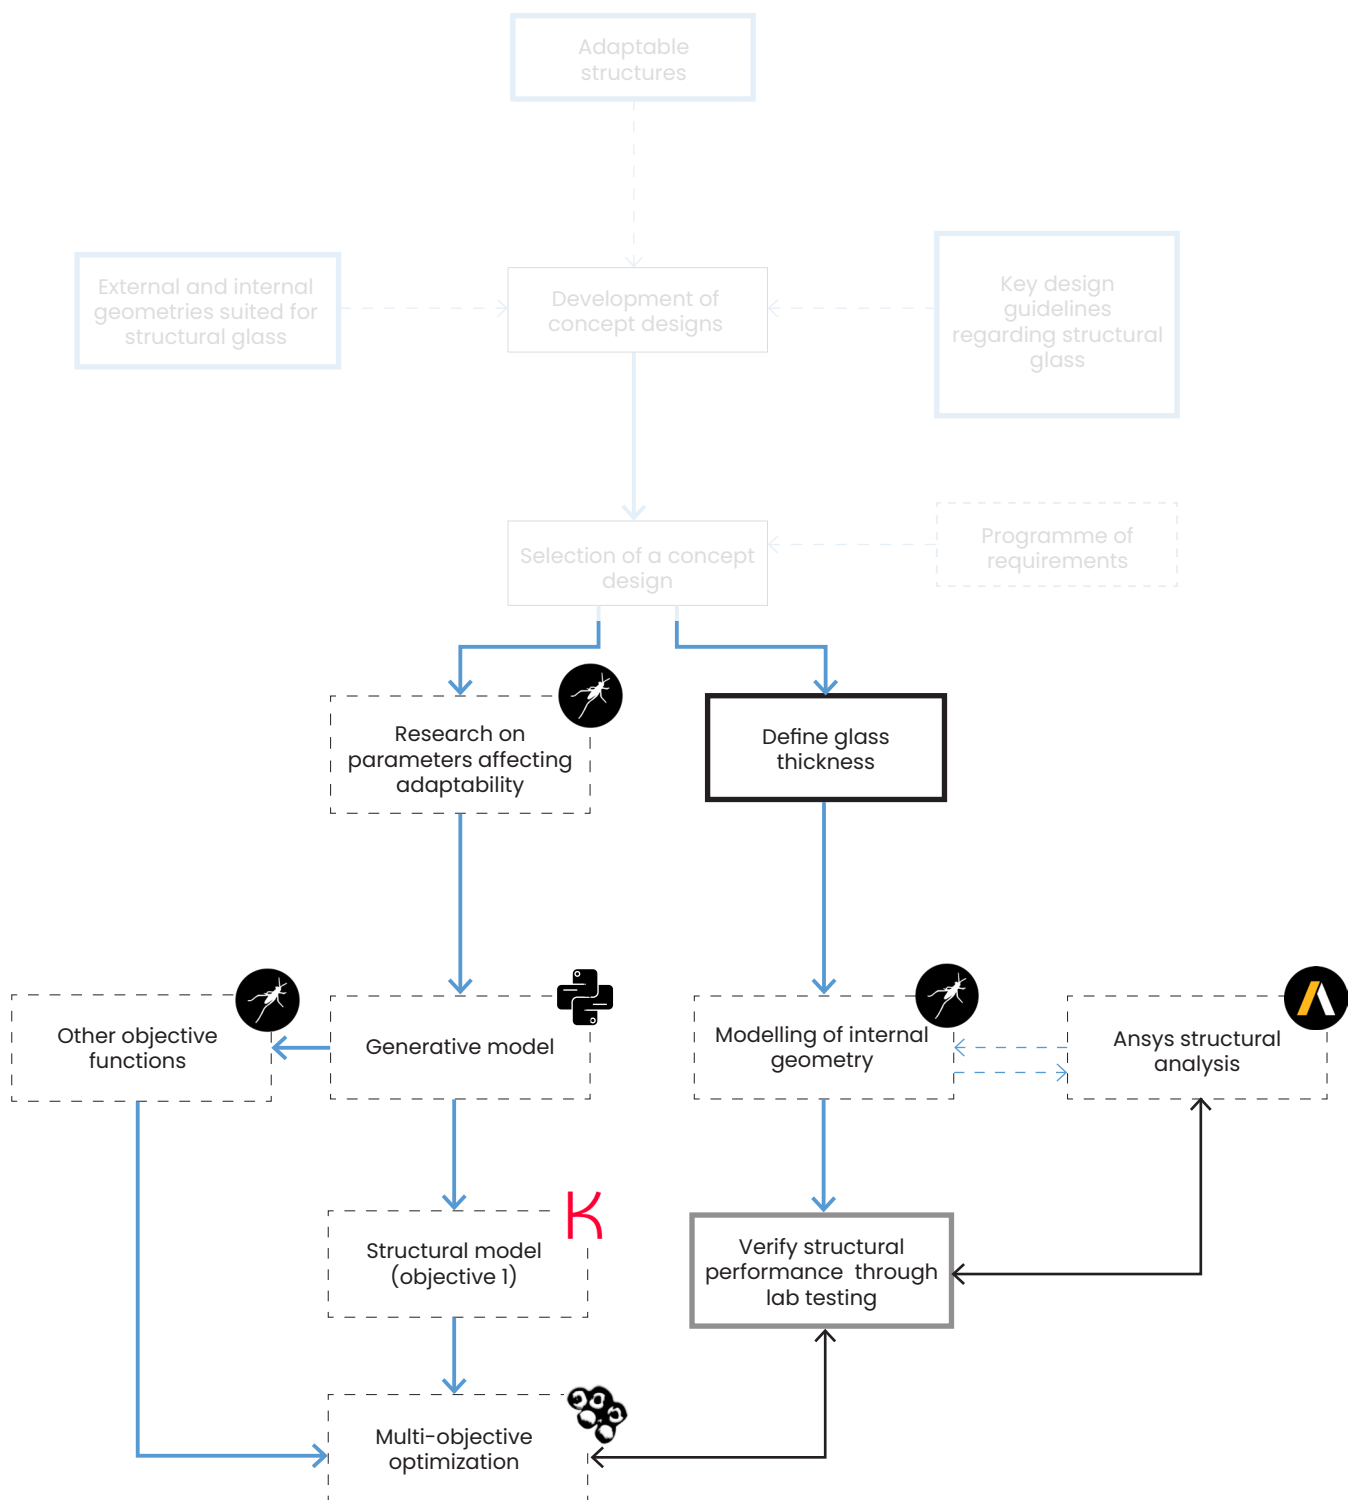 Adaptable
structures
External and internal
geometries suited for
structural glass
Development of
concept designs
Key design
guidelines
regarding structural
glass
Selection of a concept
design
Programme of
requirements
Research on
parameters affecting
adaptability
Define glass
thickness
Other objective
functions
Generative model
Modelling of internal
geometry
Ansys structural
analysis
Structural model
(objective 1)
Verify structural
performance through
lab testing
Multi-objective
optimization